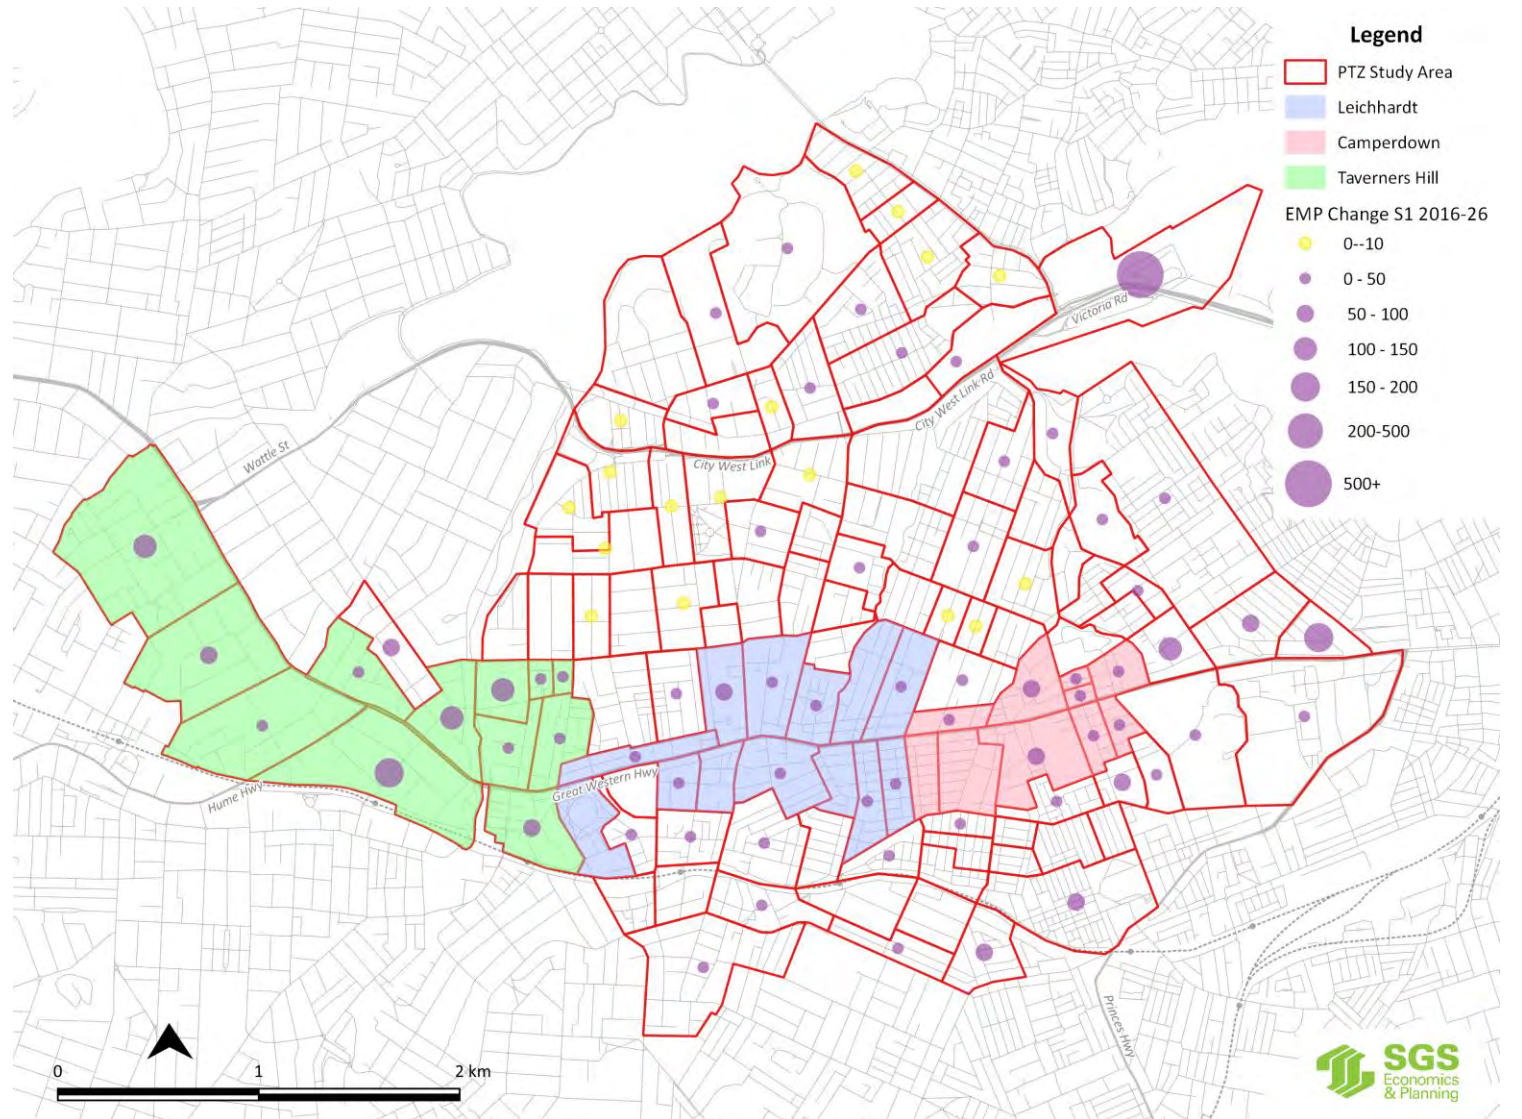 Legend
PTZ Study Area
Leichhardt
Camperdown
Taverners Hill
EMP Change S1 2016-26
0--10
0 - 50
50 - 100
100 - 150
150 - 200
200-500
500+
Victoria Rd
City West Link Rd
Wattle St
City West Link
Great Western Hwy
Hume Hwy
Princes Hwy
0 1 2 km
SGS
Economics
& Planning